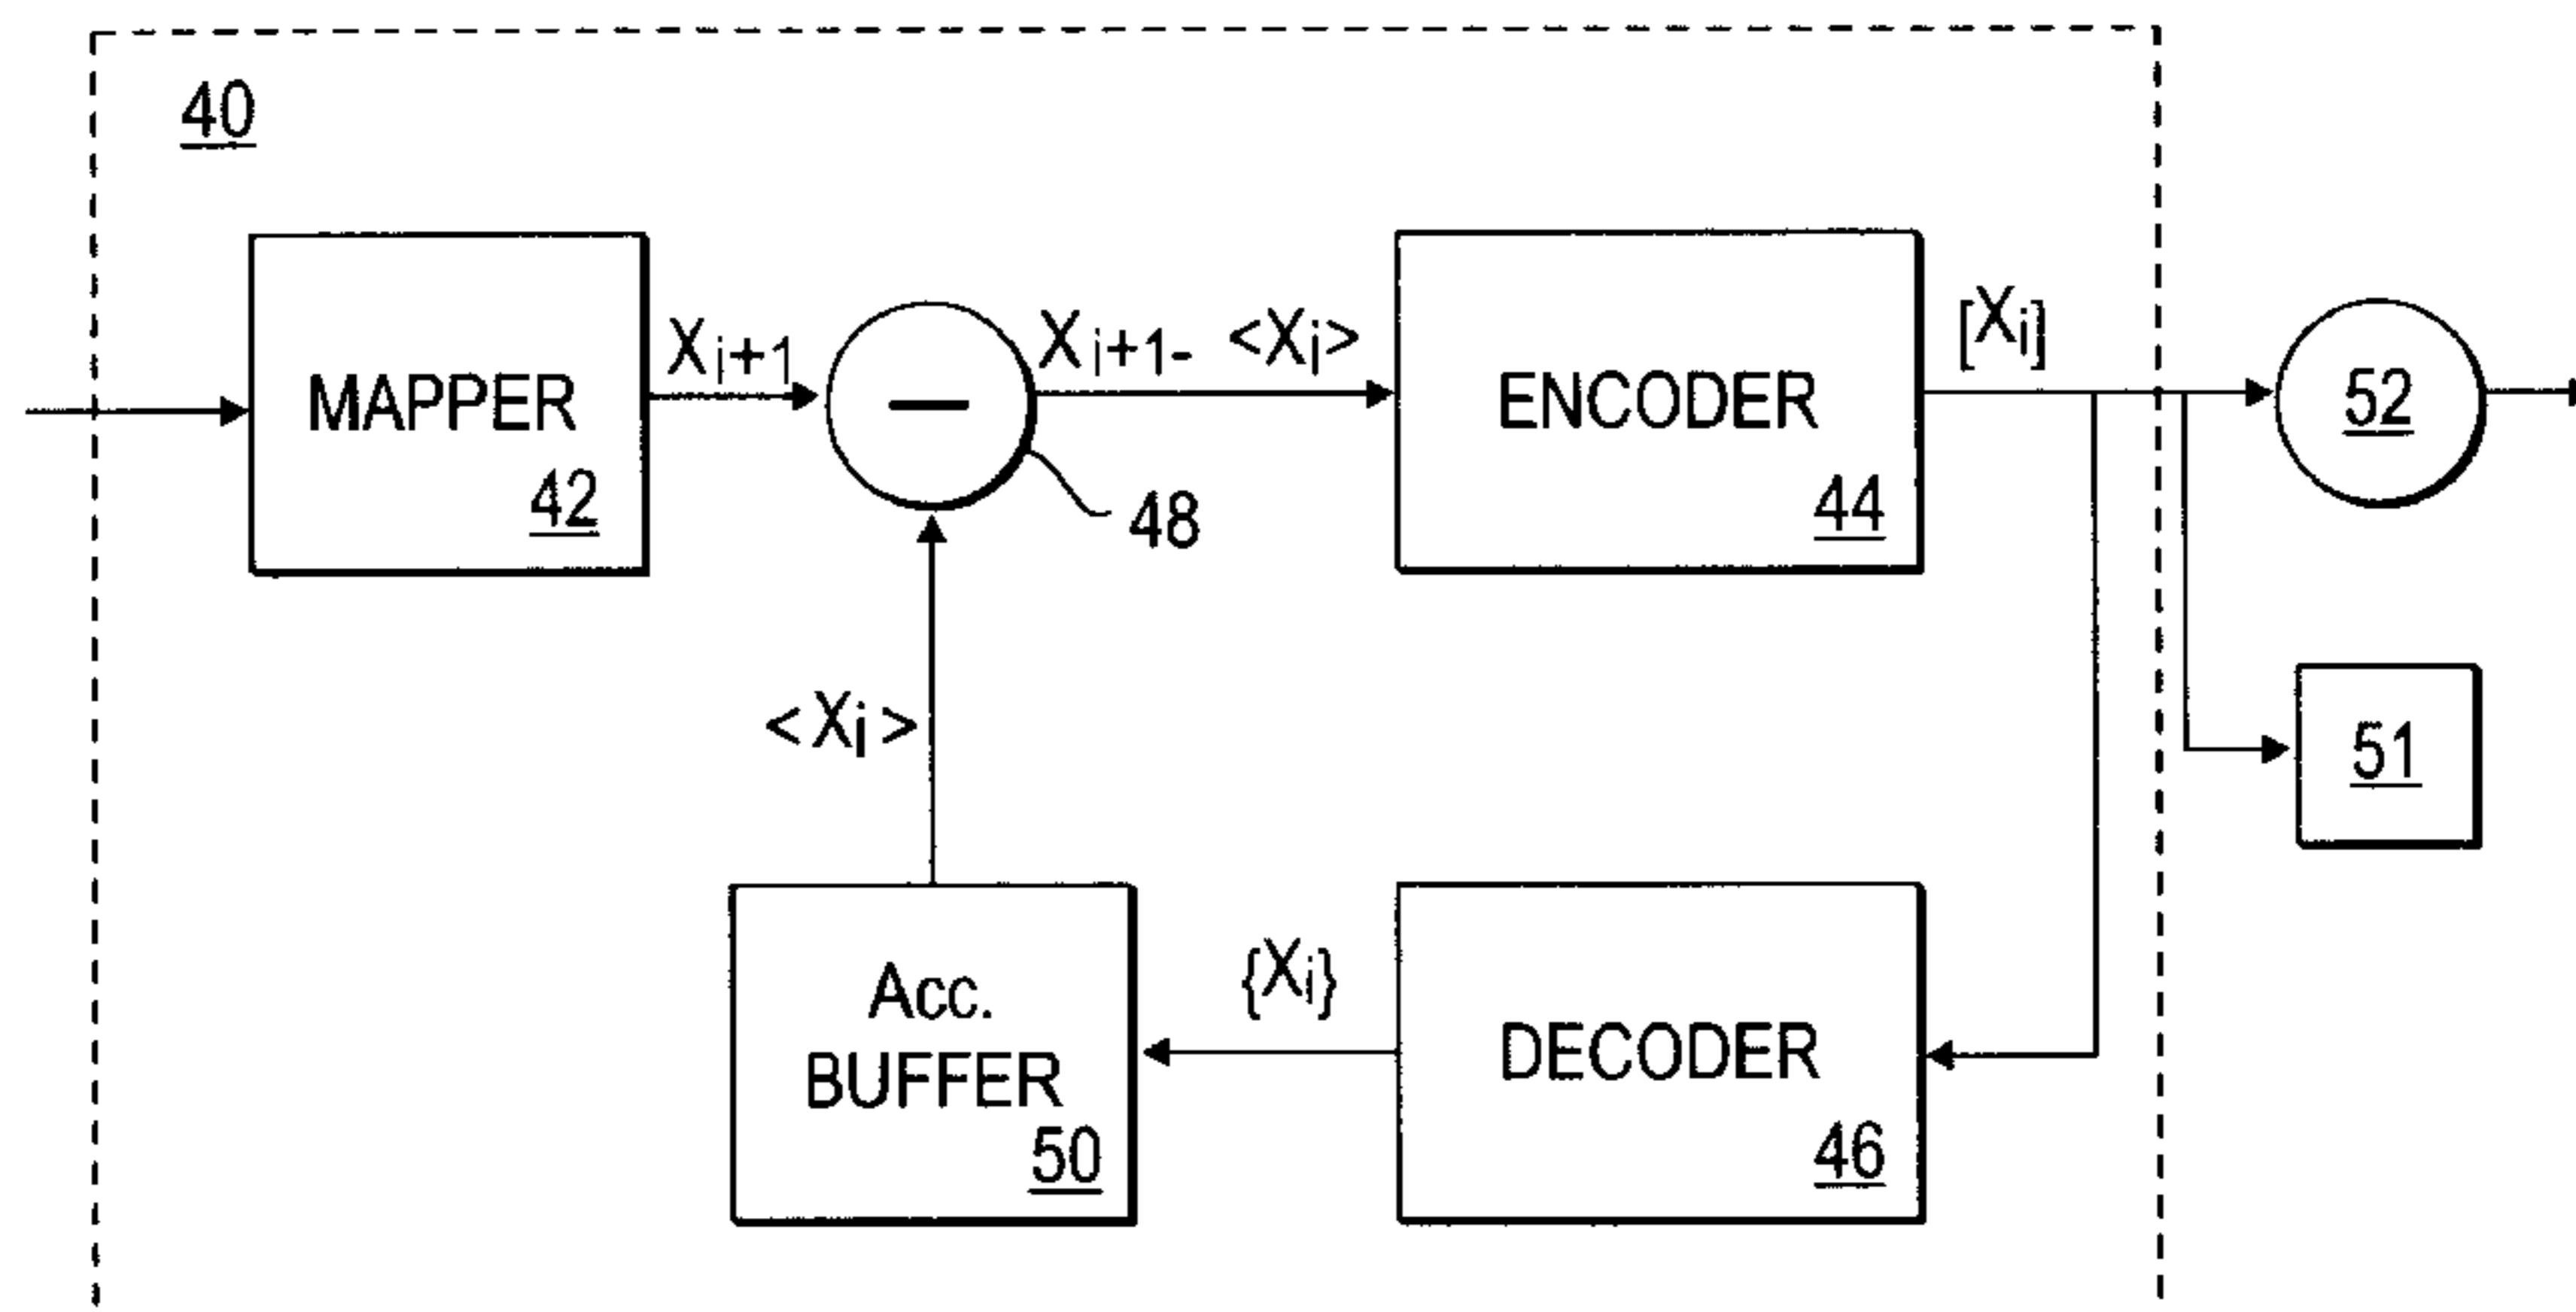 40
MAPPER
42
Xi+1
48
Xi+1- <Xi>
ENCODER
44
[Xi]
52
51
<Xi>
Acc.
BUFFER
50
{Xi}
DECODER
46